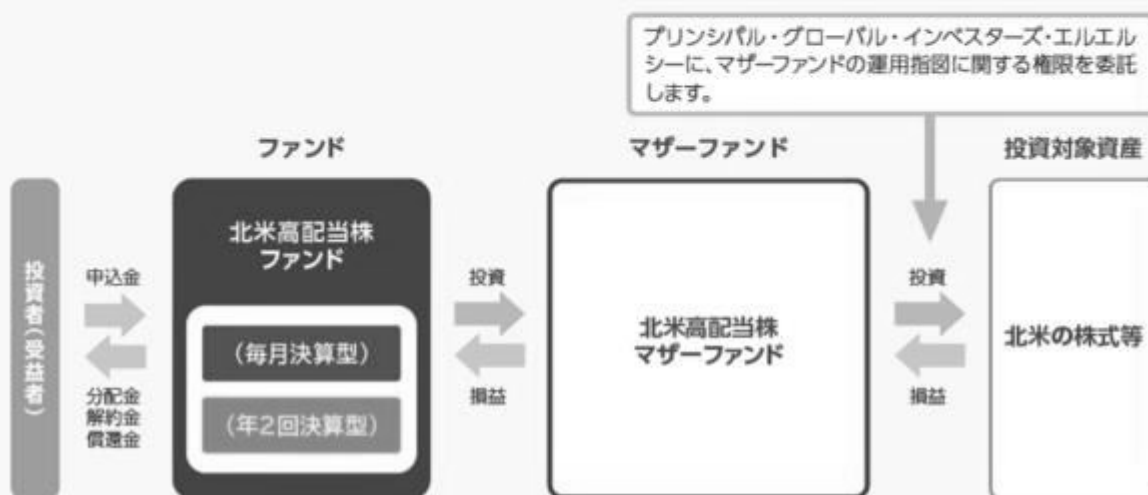 プリンシパル・グローバル・インベスターズ・エルエル
シーに、マザーファンドの運用指図に関する権限を委託
します。
ファンド
マザーファンド
投資対象資産
投資者(受益者)
申込金
分配金
解約金
償還金
北米高配当株
ファンド
(毎月決算型)
(年2回決算型)
投資
損益
北米高配当株
マザーファンド
投資
損益
北米の株式等